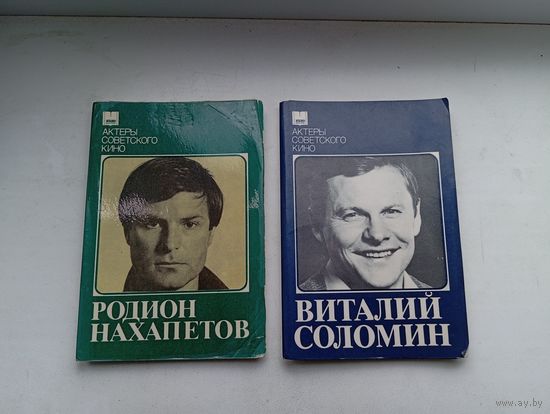 АКТЕРЫ
СОВЕТСКОГО
КИНО
РОДИОН
НАХАПЕТОВ
АКТЕРЫ
СОВЕТСКОГО
КИНО
ВИТАЛИЙ
СОЛОМИН
www.ay.by